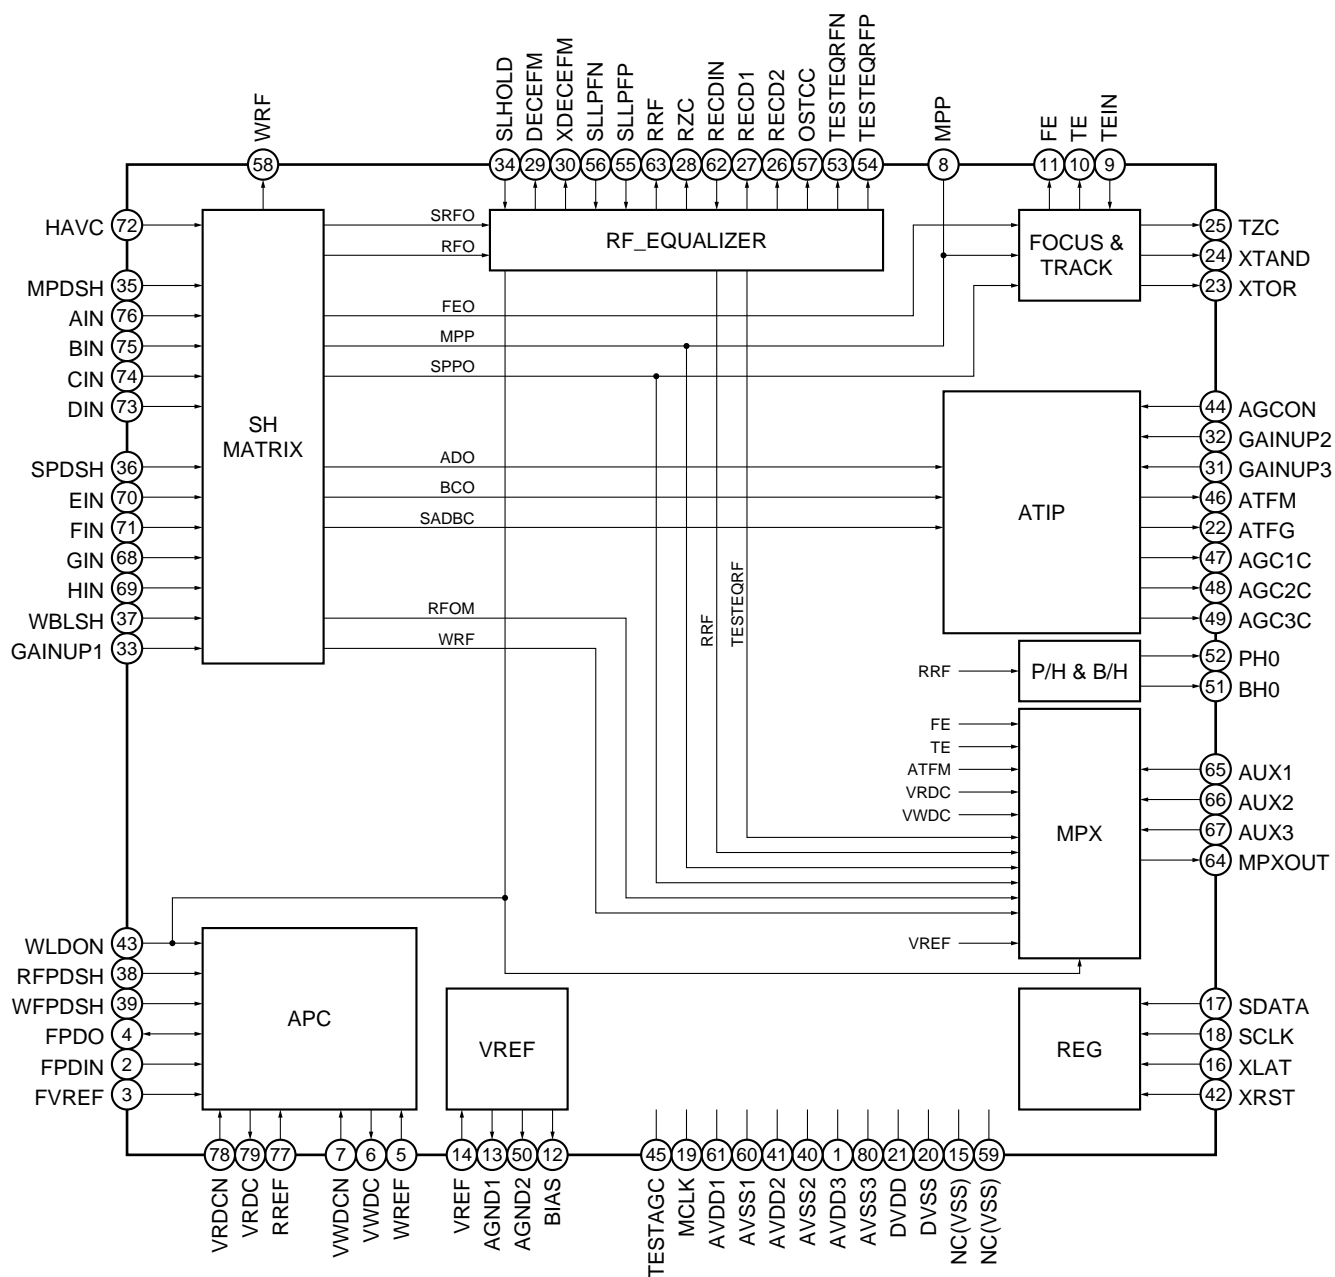 WRF
SLHOLD
DECEFM
XDECEFM
SLLPFN
SLLPFP
RRF
RZC
RECDIN
RECD1
RECD2
OSTCC
TESTEQRFN
TESTEQRFP
MPP
FE
TE
TEIN
58
34
29
30
56
55
63
28
62
27
26
57
53
54
8
11
10
9
HAVC 72
MPDSH 35
AIN 76
BIN 75
CIN 74
DIN 73
SPDSH 36
EIN 70
FIN 71
GIN 68
HIN 69
WBLSH 37
GAINUP1 33
SH
MATRIX
SRFO
RFO
FEO
MPP
SPPO
ADO
BCO
SADBC
RFOM
WRF
RF_EQUALIZER
RRF
TESTEQRF
FOCUS &
TRACK
25 TZC
24 XTAND
23 XTOR
ATIP
44 AGCON
32 GAINUP2
31 GAINUP3
46 ATFM
22 ATFG
47 AGC1C
48 AGC2C
49 AGC3C
RRF
P/H & B/H
52 PH0
51 BH0
FE
TE
ATFM
VRDC
VWDC
VREF
MPX
65 AUX1
66 AUX2
67 AUX3
64 MPXOUT
WLDON 43
RFPDSH 38
WFPDSH 39
FPDO 4
FPDIN 2
FVREF 3
APC
VREF
REG
17 SDATA
18 SCLK
16 XLAT
42 XRST
78
79
77
7
6
5
14
13
50
12
45
19
61
60
41
40
1
80
21
20
15
59
VRDCN
VRDC
RREF
VWDCN
VWDC
WREF
VREF
AGND1
AGND2
BIAS
TESTAGC
MCLK
AVDD1
AVSS1
AVDD2
AVSS2
AVDD3
AVSS3
DVDD
DVSS
NC(VSS)
NC(VSS)